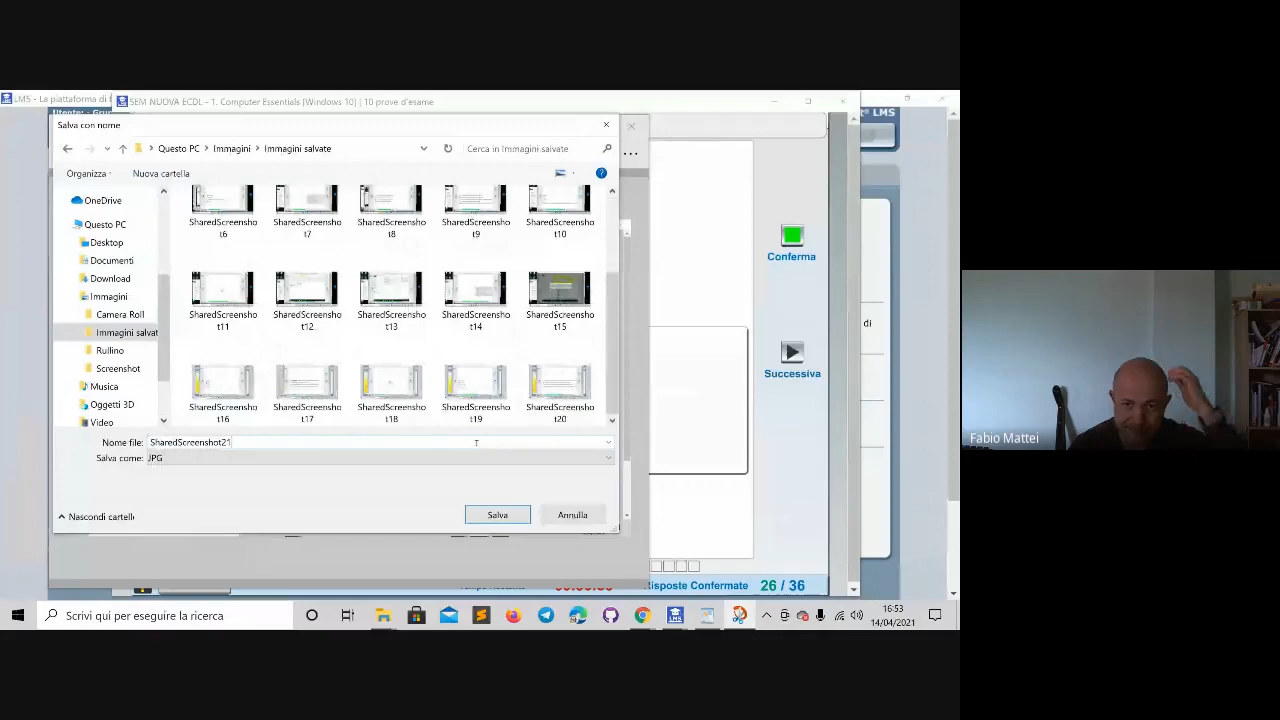 LMS - La piattaforma di
SEM NUOVA ECDL - 1. Computer Essentials [Windows 10] | 10 prove d'esame
LMS
Salva con nome
Questo PC > Immagini > Immagini salvate
Cerca in Immagini salvate
Organizza
Nuova cartella
OneDrive
Questo PC
Desktop
Documenti
Download
Immagini
Camera Roll
Immagini salvat
Rullino
Screenshot
Musica
Oggetti 3D
Video
SharedScreensho
t6
SharedScreensho
t7
SharedScreensho
t8
SharedScreensho
t9
SharedScreensho
t10
SharedScreensho
t11
SharedScreensho
t12
SharedScreensho
t13
SharedScreensho
t14
SharedScreensho
t15
SharedScreensho
t16
SharedScreensho
t17
SharedScreensho
t18
SharedScreensho
t19
SharedScreensho
t20
Nome file: SharedScreenshot21
Salva come: JPG
Nascondi cartelle
Salva
Annulla
Conferma
Successiva
di
Risposte Confermate 26 / 36
Scrivi qui per eseguire la ricerca
16:53
14/04/2021
Fabio Mattei